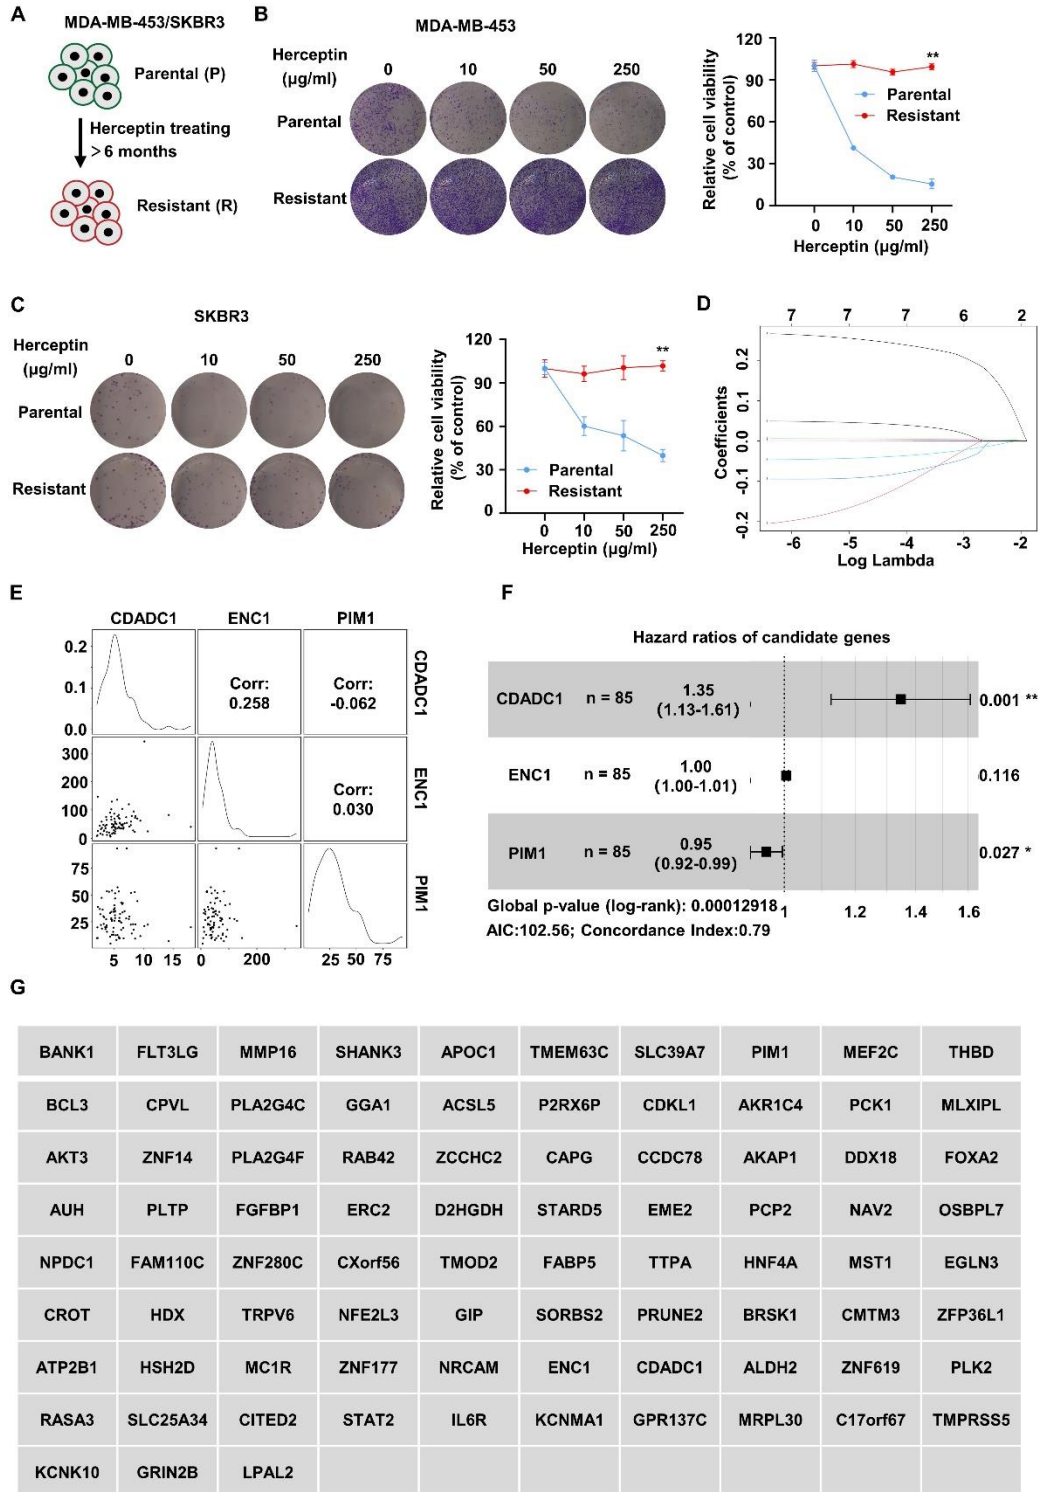 A
MDA-MB-453/SKBR3
Parental (P)
Herceptin treating
>6 months
Resistant (R)
B
MDA-MB-453
Herceptin
(µg/ml)
0 10 50 250
Parental
Resistant
120
90
60
30
0
Relative cell viability
(% of control)
**
Parental
Resistant
0 10 50 250
Herceptin (µg/ml)
C
SKBR3
Herceptin
(µg/ml)
0 10 50 250
Parental
Resistant
120
90
60
30
0
Relative cell viability
(% of control)
**
Parental
Resistant
0 10 50 250
Herceptin (µg/ml)
D
7 7 7 6 2
0.2
0.1
0.0
-0.1
-0.2
Coefficients
-6 -5 -4 -3 -2
Log Lambda
E
CDADC1 ENC1 PIM1
0.2
0.1
0.0
Corr:
0.258
Corr:
-0.062
CDADC1
300
200
100
0
Corr:
0.030
ENC1
75
50
25
PIM1
5 10 15 0 200 25 50 75
F
Hazard ratios of candidate genes
CDADC1 n = 85 1.35
(1.13-1.61) 0.001 **
ENC1 n = 85 1.00
(1.00-1.01) 0.116
PIM1 n = 85 0.95
(0.92-0.99) 0.027 *
Global p-value (log-rank): 0.00012918
AIC:102.56; Concordance Index:0.79
1 1.2 1.4 1.6
G
BANK1 FLT3LG MMP16 SHANK3 APOC1 TMEM63C SLC39A7 PIM1 MEF2C THBD
BCL3 CPVL PLA2G4C GGA1 ACSL5 P2RX6P CDKL1 AKR1C4 PCK1 MLXIPL
AKT3 ZNF14 PLA2G4F RAB42 ZCCHC2 CAPG CCDC78 AKAP1 DDX18 FOXA2
AUH PLTP FGFBP1 ERC2 D2HGDH STARD5 EME2 PCP2 NAV2 OSBPL7
NPDC1 FAM110C ZNF280C CXorf56 TMOD2 FABP5 TTPA HNF4A MST1 EGLN3
CROT HDX TRPV6 NFE2L3 GIP SORBS2 PRUNE2 BRSK1 CMTM3 ZFP36L1
ATP2B1 HSH2D MC1R ZNF177 NRCAM ENC1 CDADC1 ALDH2 ZNF619 PLK2
RASA3 SLC25A34 CITED2 STAT2 IL6R KCNMA1 GPR137C MRPL30 C17orf67 TMPRSS5
KCNK10 GRIN2B LPAL2